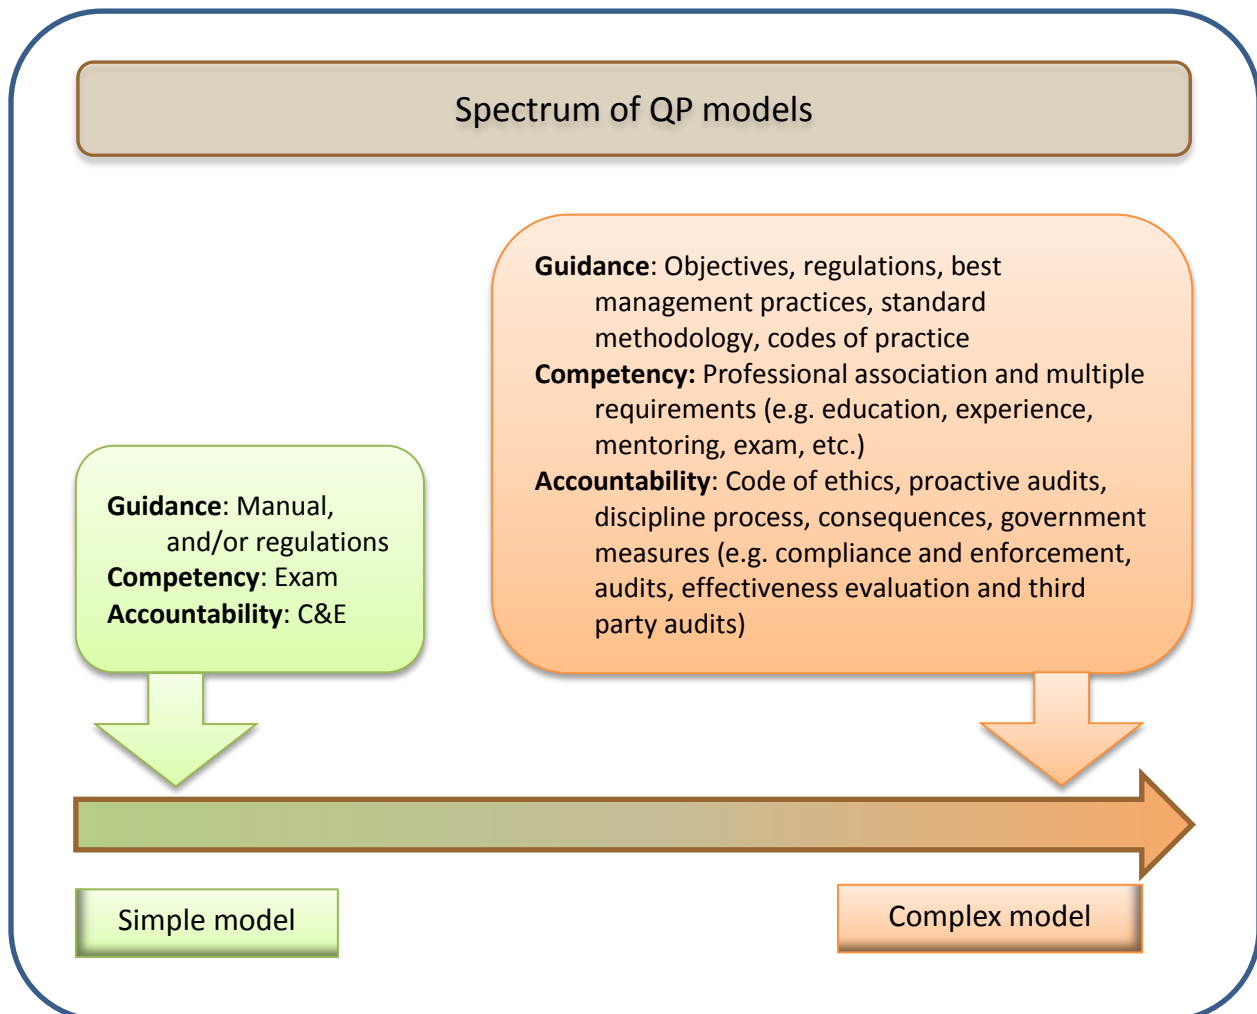 Spectrum of QP models
Guidance: Objectives, regulations, best
management practices, standard
methodology, codes of practice
Competency: Professional association and multiple
requirements (e.g. education, experience,
mentoring, exam, etc.)
Accountability: Code of ethics, proactive audits,
discipline process, consequences, government
measures (e.g. compliance and enforcement,
audits, effectiveness evaluation and third
party audits)
Guidance: Manual,
and/or regulations
Competency: Exam
Accountability: C&E
Simple model
Complex model